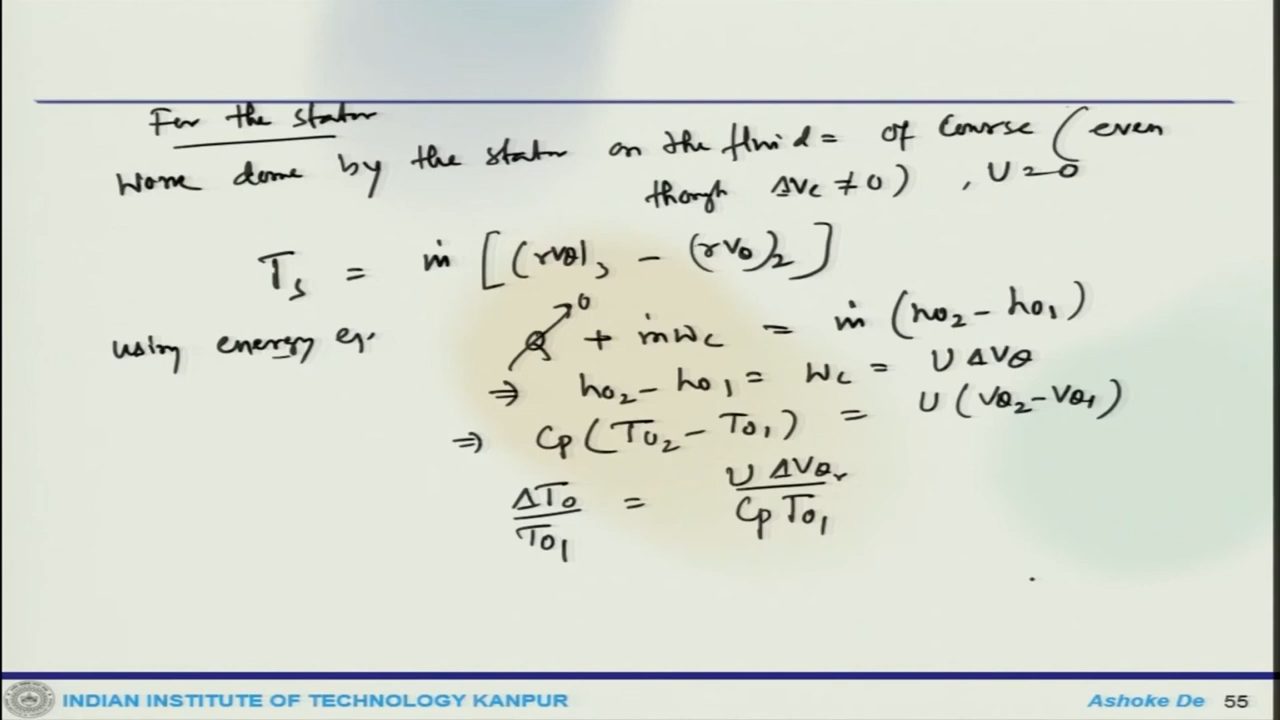 For the stator
Work done by the stator on the fluid = of course (even
though ΔVc ≠ 0) , U = 0
Ts = ṁ [(rVθ)3 - (rVθ)2]
using energy eq. Q̇ ↗0 + ṁwc = ṁ (h02 - h01)
⇒ h02 - h01 = wc = U ΔVθ
⇒ Cp (T02 - T01) = U (Vθ2 - Vθ1)
ΔT0/T01 = U ΔVθr/Cp T01
INDIAN INSTITUTE OF TECHNOLOGY KANPUR
Ashoke De 55